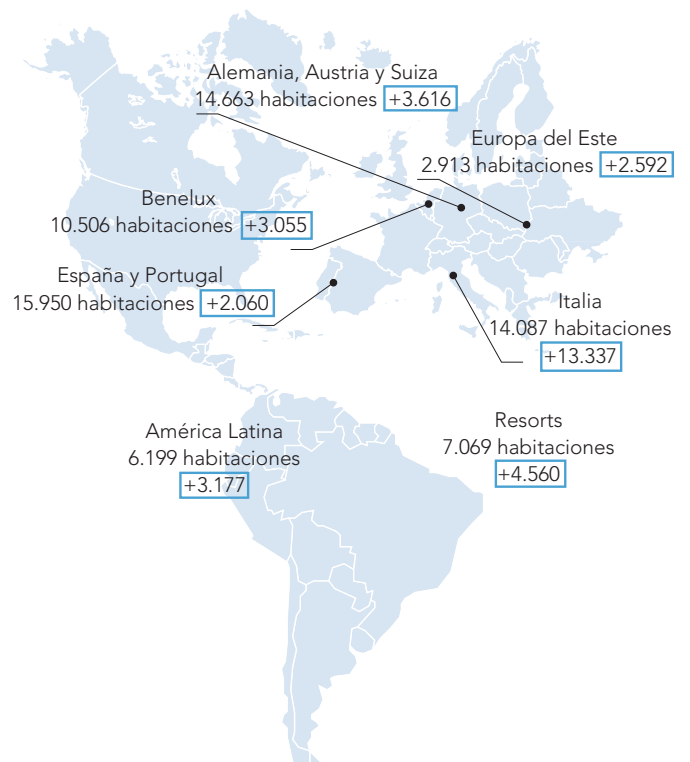 Alemania, Austria y Suiza
14.663 habitaciones +3.616
Europa del Este
2.913 habitaciones +2.592
Benelux
10.506 habitaciones +3.055
España y Portugal
15.950 habitaciones +2.060
Italia
14.087 habitaciones
+13.337
América Latina
6.199 habitaciones
+3.177
Resorts
7.069 habitaciones
+4.560